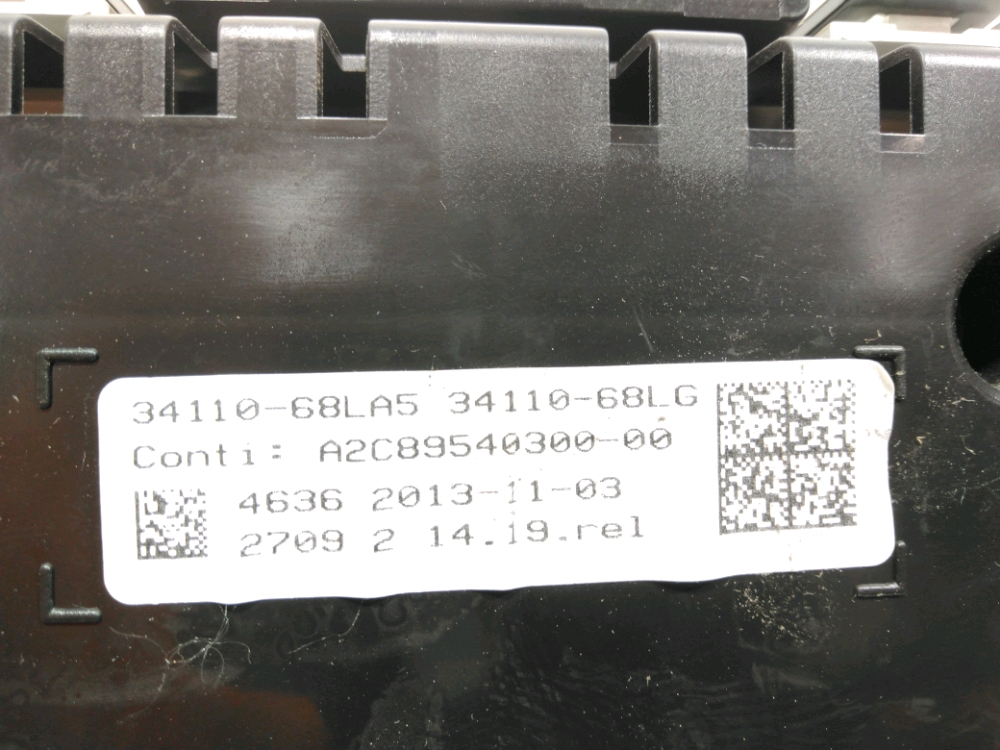 34110-68LA5 34110-68LG
Conti: A2C89540300-00
4636 2013-11-03
2709 2 14.19.rel